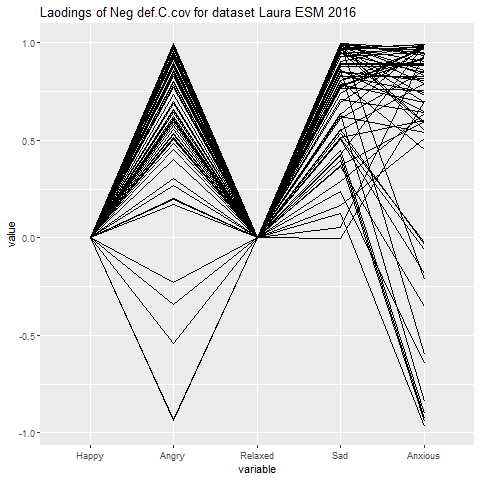 Laodings of Neg def.C.cov for dataset Laura ESM 2016
1.0
0.5
0.0
-0.5
-1.0
value
Happy Angry Relaxed Sad Anxious
variable